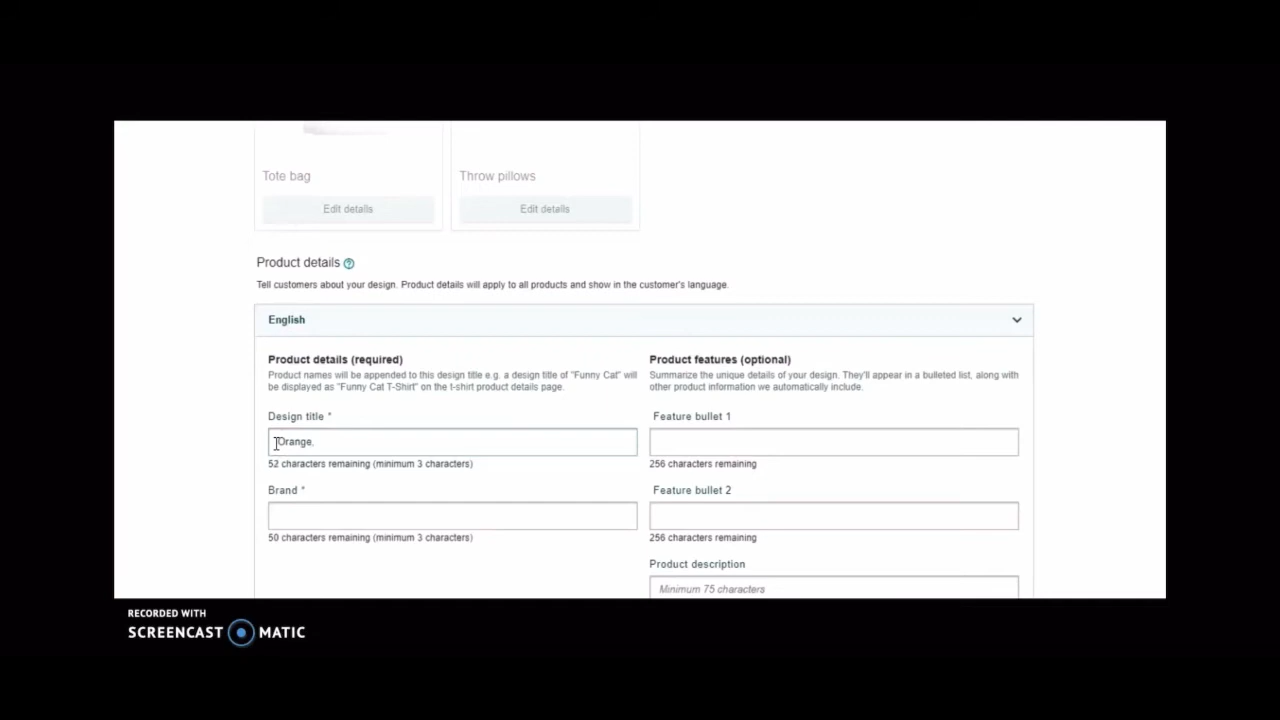 Tote bag
Throw pillows
Edit details
Edit details
Product details
Tell customers about your design. Product details will apply to all products and show in the customer's language.
English
Product details (required)
Product names will be appended to this design title e.g. a design title of "Funny Cat" will
be displayed as "Funny Cat T-Shirt" on the t-shirt product details page.
Design title *
Orange,
52 characters remaining (minimum 3 characters)
Brand *
50 characters remaining (minimum 3 characters)
Product features (optional)
Summarize the unique details of your design. They'll appear in a bulleted list, along with
other product information we automatically include.
Feature bullet 1
256 characters remaining
Feature bullet 2
256 characters remaining
Product description
Minimum 75 characters
RECORDED WITH
SCREENCAST MATIC